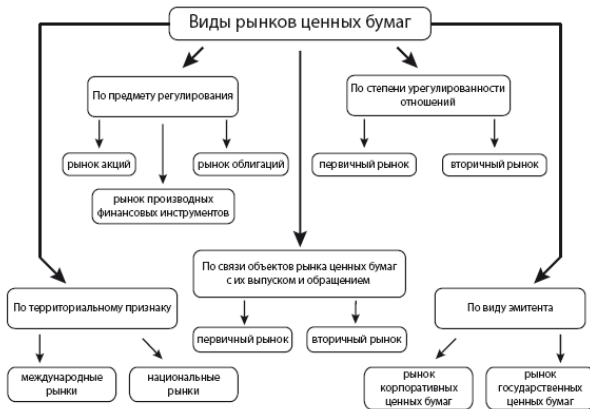 Виды рынков ценных бумаг
По предмету регулирования
По степени урегулированности
отношений
рынок акций
рынок облигаций
первичный рынок
вторичный рынок
рынок производных
финансовых инструментов
По связи объектов рынка ценных бумаг
с их выпуском и обращением
По территориальному признаку
По виду эмитента
первичный рынок
вторичный рынок
международные
рынки
национальные
рынки
рынок
корпоративных
ценных бумаг
рынок
государственных
ценных бумаг